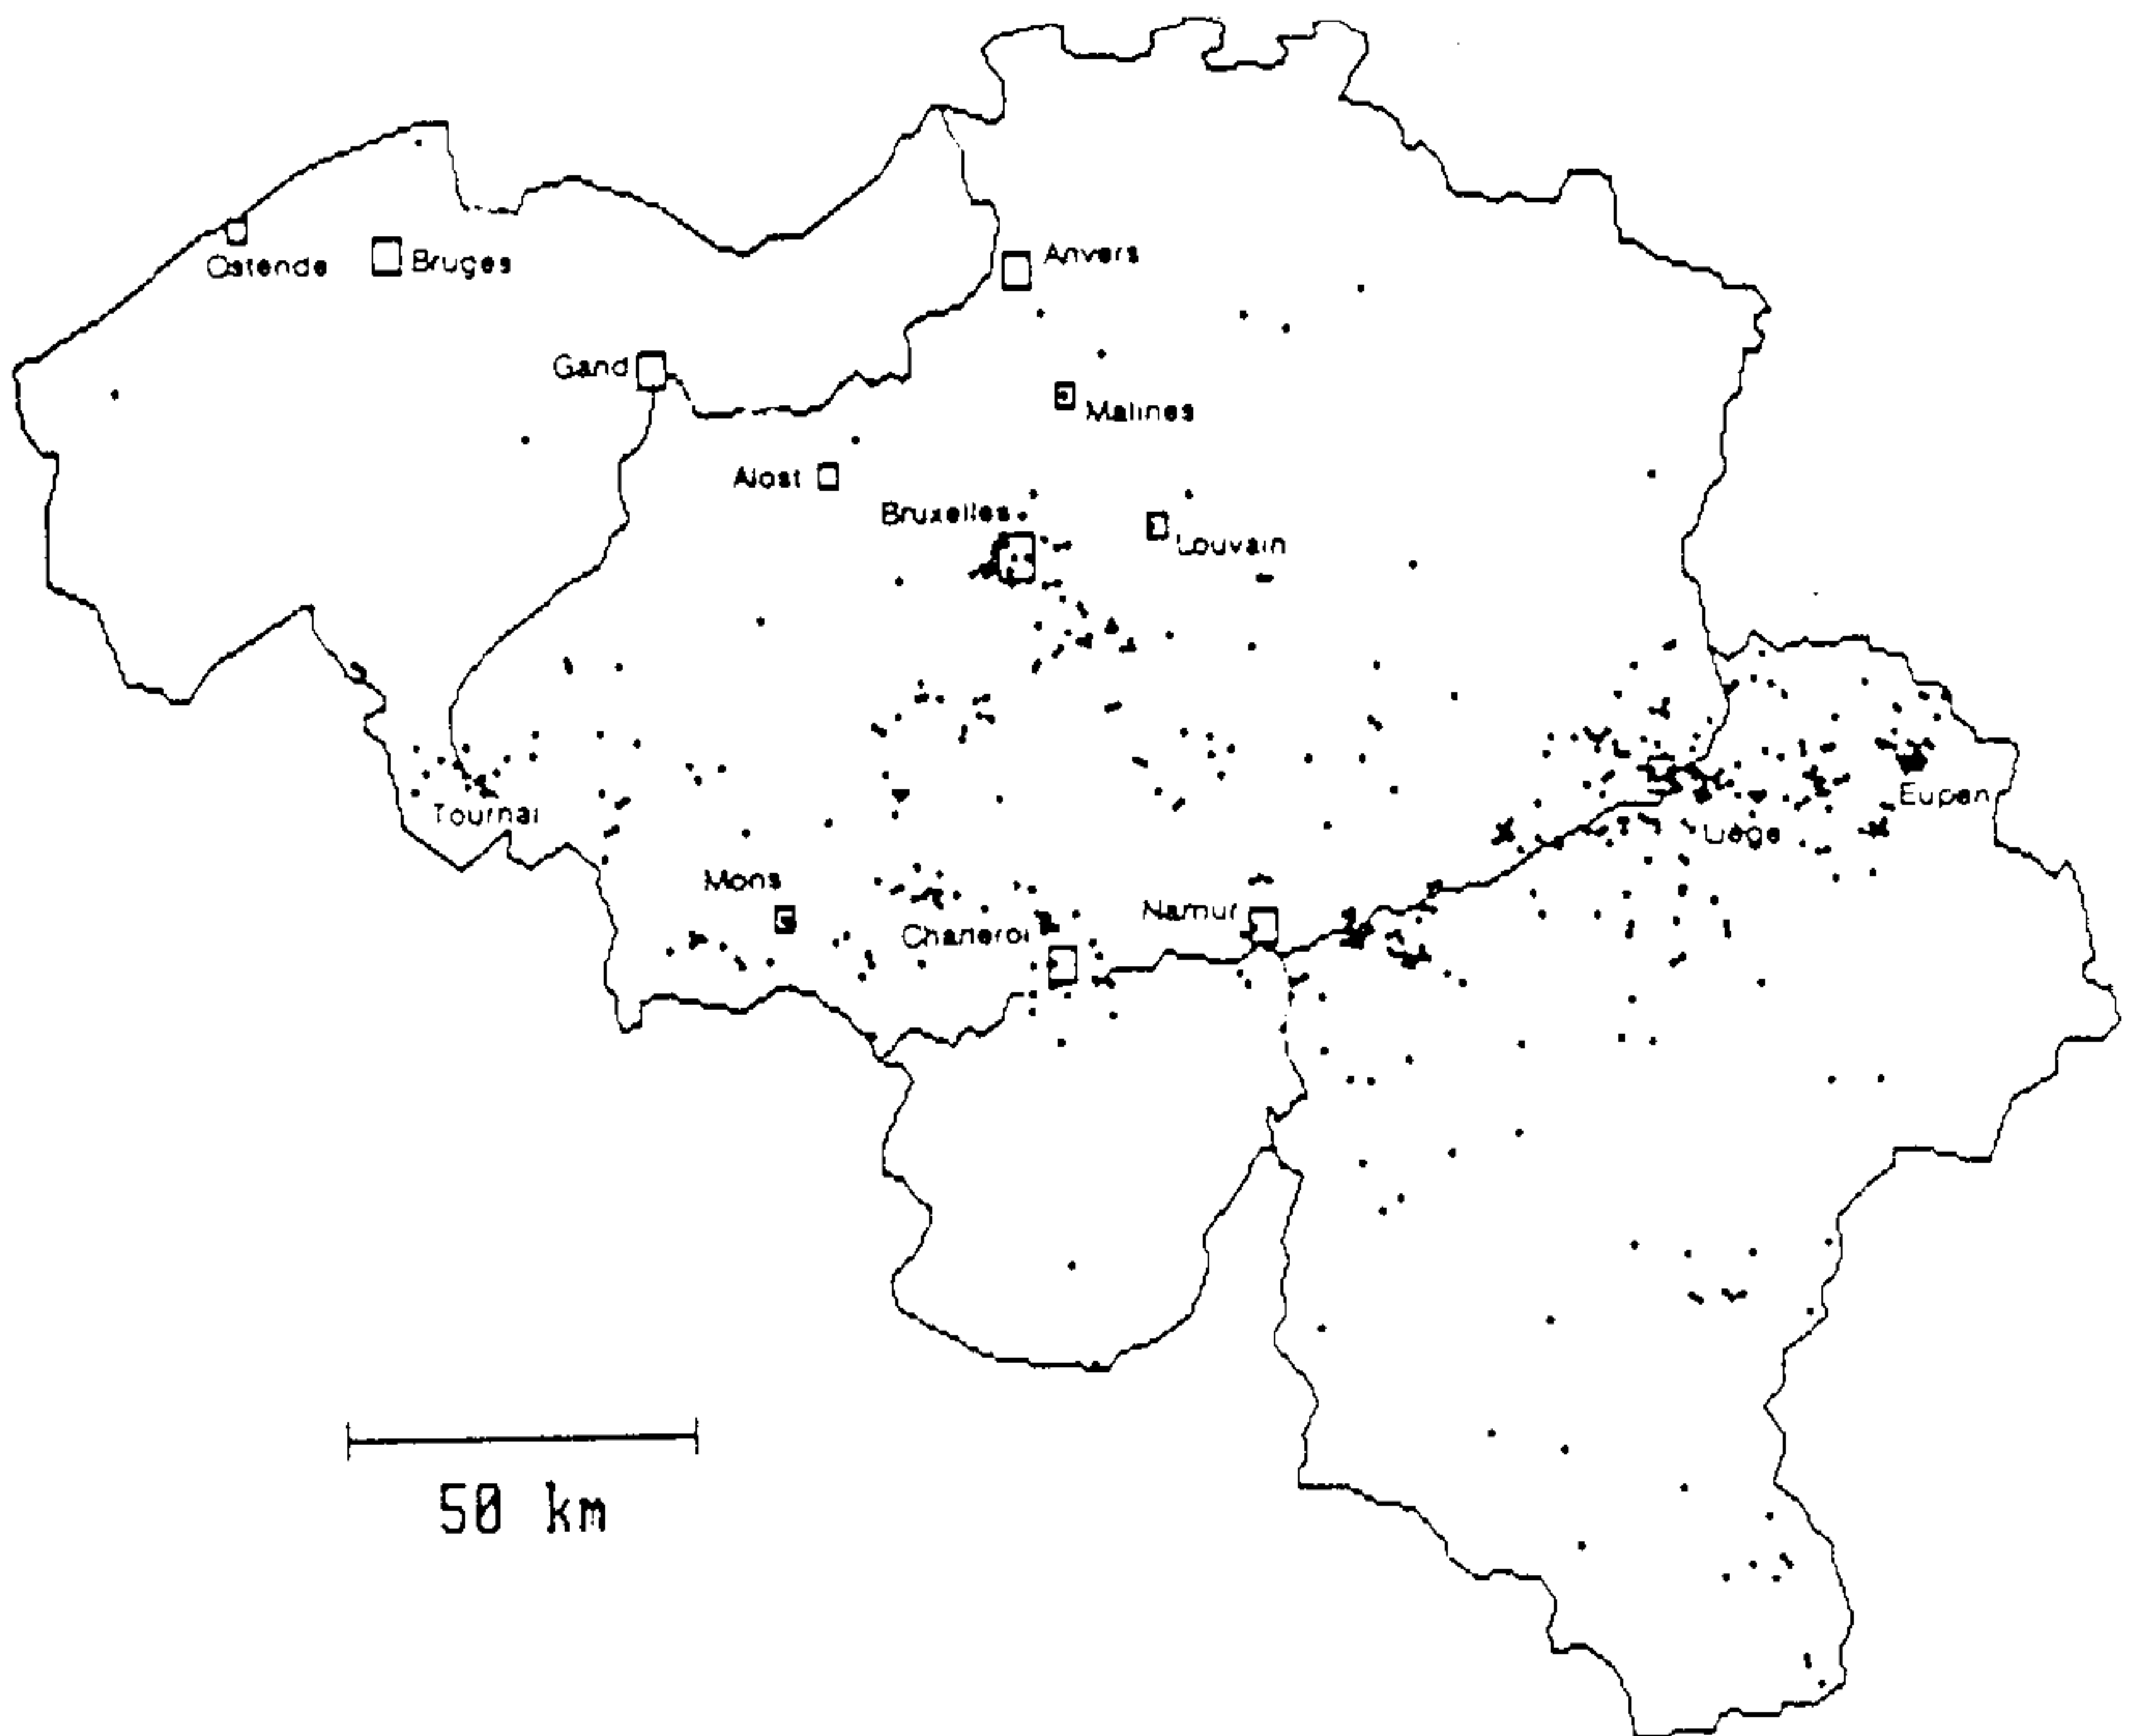 Ostende
Bruges
Anvers
Gand
Malines
Alost
Bruxelles
Louvain
Tournai
Eupen
Liège
Mons
Namur
Charleroi
50 km